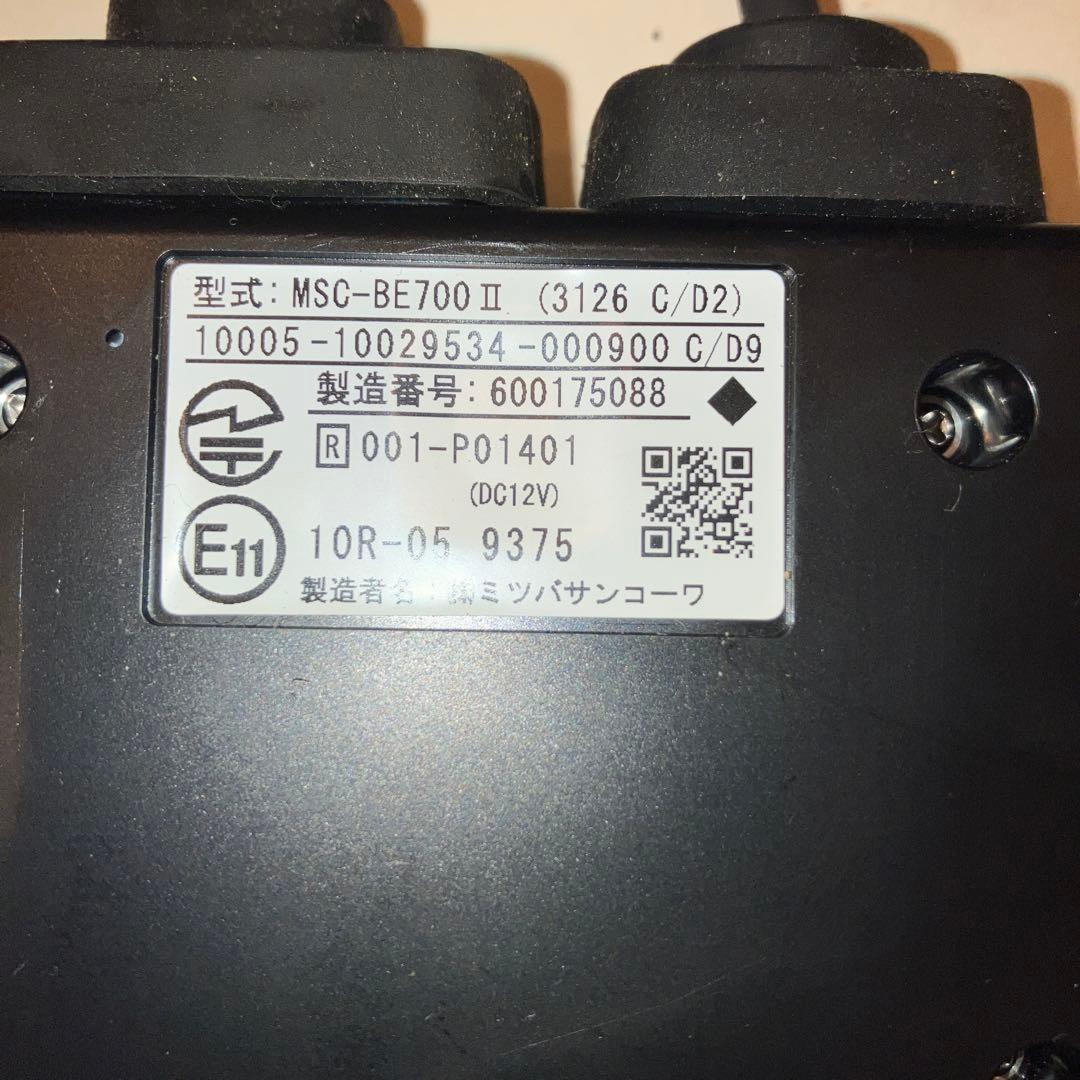 型式: MSC-BE700Ⅱ (3126 C/D2)
10005-10029534-000900 C/D9
製造番号: 600175088
R 001-P01401
(DC12V)
E11 10R-05 9375
製造者名:㈱ミツバサンコーワ